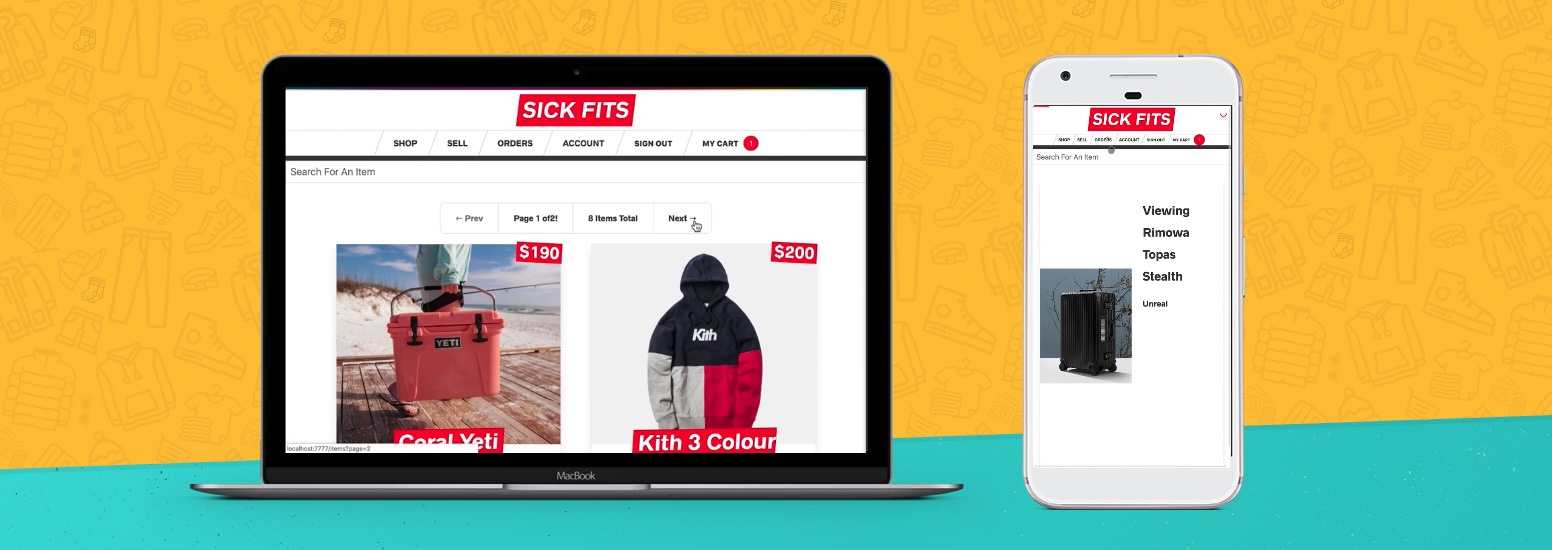 SICK FITS
SHOP SELL ORDERS ACCOUNT SIGN OUT MY CART 1
Search For An Item
← Prev Page 1 of2! 8 Items Total Next →
$190
$200
YETI
Kith
Coral Yeti
Kith 3 Colour
localhost:7777/items?page=2
MacBook
SICK FITS
SHOP SELL ORDERS ACCOUNT SIGN OUT MY CART 1
Search For An Item
Viewing
Rimowa
Topas
Stealth
Unreal